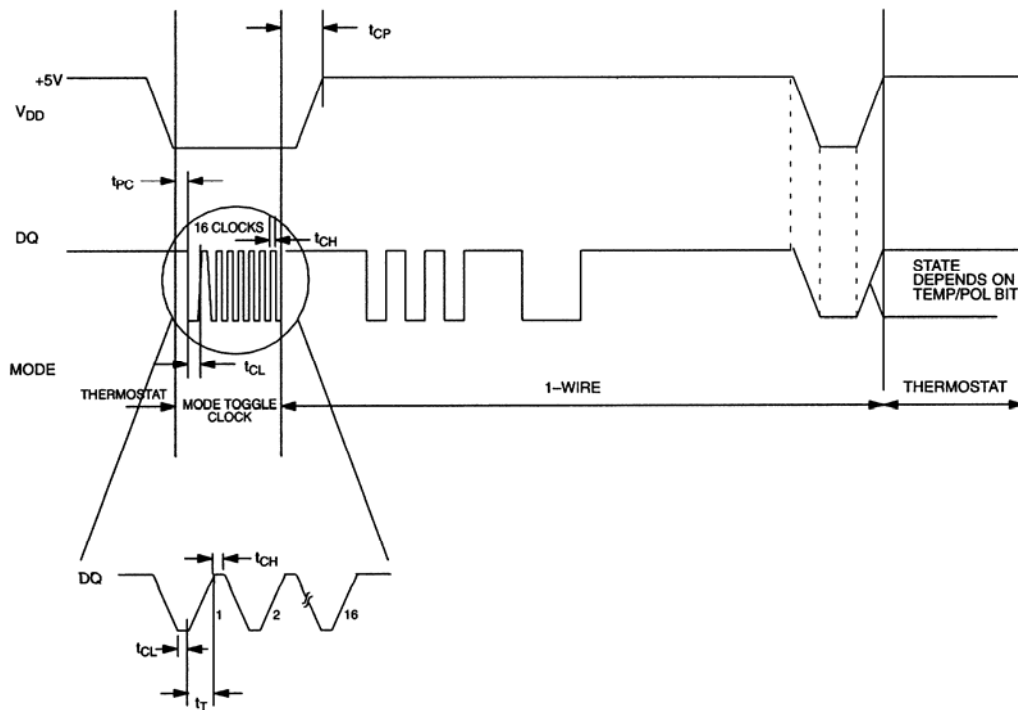 tCP
+5V
VDD
tPC
16 CLOCKS
tCH
DQ
STATE
DEPENDS ON
TEMP/POL BIT
tCL
MODE
THERMOSTAT
MODE TOGGLE
CLOCK
1–WIRE
THERMOSTAT
tCH
DQ
1
2
16
tCL
tT